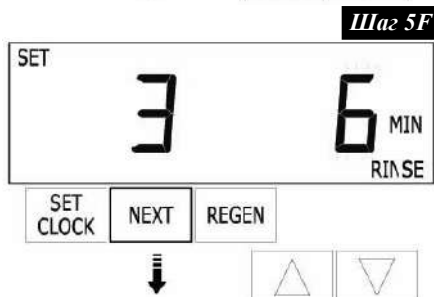 Шаг 5F
SET
3 6 MIN
RINSE
SET CLOCK NEXT REGEN